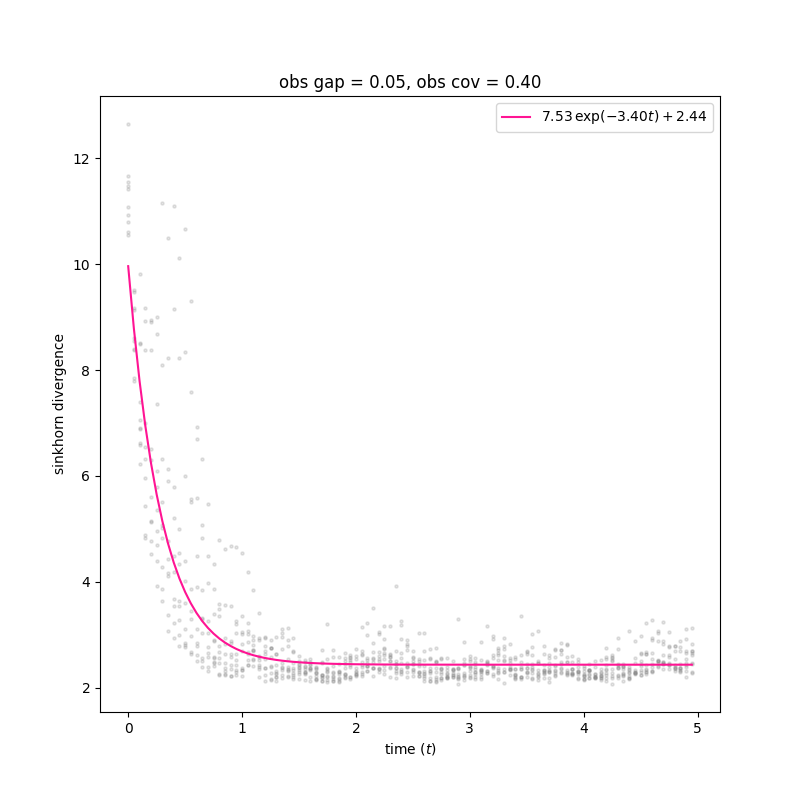 obs gap = 0.05, obs cov = 0.40
7.53 exp(−3.40t) + 2.44
sinkhorn divergence
12
10
8
6
4
2
0 1 2 3 4 5
time (t)